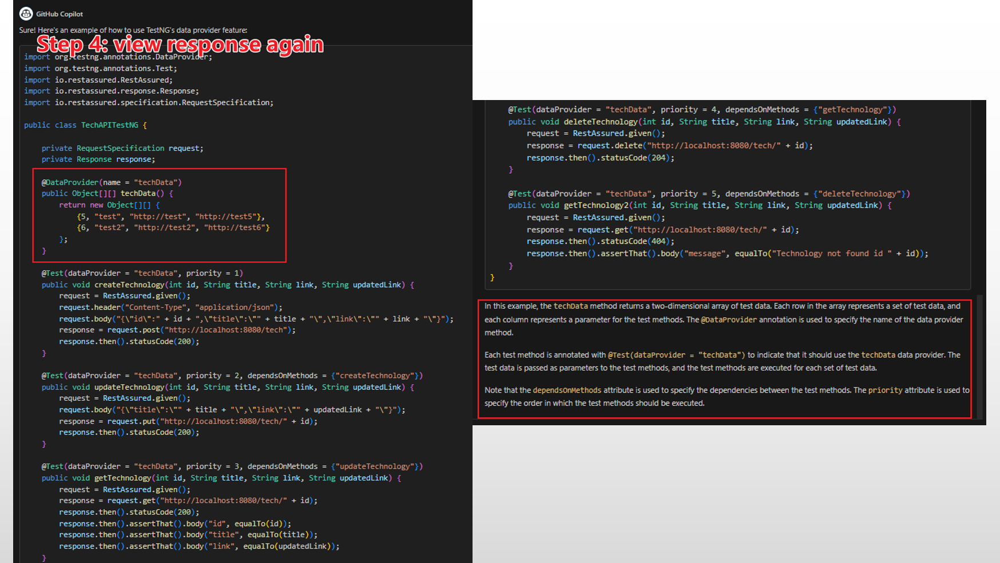 GitHub Copilot
Sure! Here's an example of how to use TestNG's data provider feature:
Step 4: view response again
import org.testng.annotations.DataProvider;
import org.testng.annotations.Test;
import io.restassured.RestAssured;
import io.restassured.response.Response;
import io.restassured.specification.RequestSpecification;
public class TechAPITestNG {
private RequestSpecification request;
private Response response;
@DataProvider(name = "techData")
public Object[][] techData() {
return new Object[][] {
{5, "test", "http://test", "http://test5"},
{6, "test2", "http://test2", "http://test6"}
};
}
@Test(dataProvider = "techData", priority = 1)
public void createTechnology(int id, String title, String link, String updatedLink) {
request = RestAssured.given();
request.header("Content-Type", "application/json");
request.body("{\"id\":" + id + ",\"title\":\"" + title + "\",\"link\":\"" + link + "\"}");
response = request.post("http://localhost:8080/tech");
response.then().statusCode(200);
}
@Test(dataProvider = "techData", priority = 2, dependsOnMethods = {"createTechnology"})
public void updateTechnology(int id, String title, String link, String updatedLink) {
request = RestAssured.given();
request.body("{\"title\":\"" + title + "\",\"link\":\"" + updatedLink + "\"}");
response = request.put("http://localhost:8080/tech/" + id);
response.then().statusCode(200);
}
@Test(dataProvider = "techData", priority = 3, dependsOnMethods = {"updateTechnology"})
public void getTechnology(int id, String title, String link, String updatedLink) {
request = RestAssured.given();
response = request.get("http://localhost:8080/tech/" + id);
response.then().statusCode(200);
response.then().assertThat().body("id", equalTo(id));
response.then().assertThat().body("title", equalTo(title));
response.then().assertThat().body("link", equalTo(updatedLink));
}
@Test(dataProvider = "techData", priority = 4, dependsOnMethods = {"getTechnology"})
public void deleteTechnology(int id, String title, String link, String updatedLink) {
request = RestAssured.given();
response = request.delete("http://localhost:8080/tech/" + id);
response.then().statusCode(204);
}
@Test(dataProvider = "techData", priority = 5, dependsOnMethods = {"deleteTechnology"})
public void getTechnology2(int id, String title, String link, String updatedLink) {
request = RestAssured.given();
response = request.get("http://localhost:8080/tech/" + id);
response.then().statusCode(404);
response.then().assertThat().body("message", equalTo("Technology not found id " + id));
}
}
In this example, the techData method returns a two-dimensional array of test data. Each row in the array represents a set of test data, and
each column represents a parameter for the test methods. The @DataProvider annotation is used to specify the name of the data provider
method.
Each test method is annotated with @Test(dataProvider = "techData") to indicate that it should use the techData data provider. The
test data is passed as parameters to the test methods, and the test methods are executed for each set of test data.
Note that the dependsOnMethods attribute is used to specify the dependencies between the test methods. The priority attribute is used to
specify the order in which the test methods should be executed.